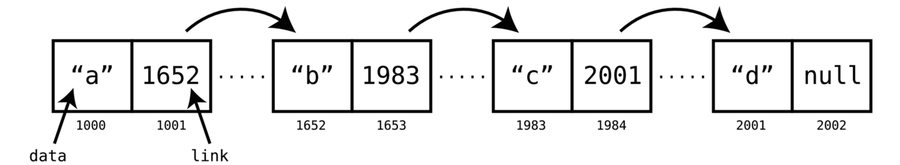 “a” 1652 ····· “b” 1983 ····· “c” 2001 ····· “d” null
1000 1001 1652 1653 1983 1984 2001 2002
data link